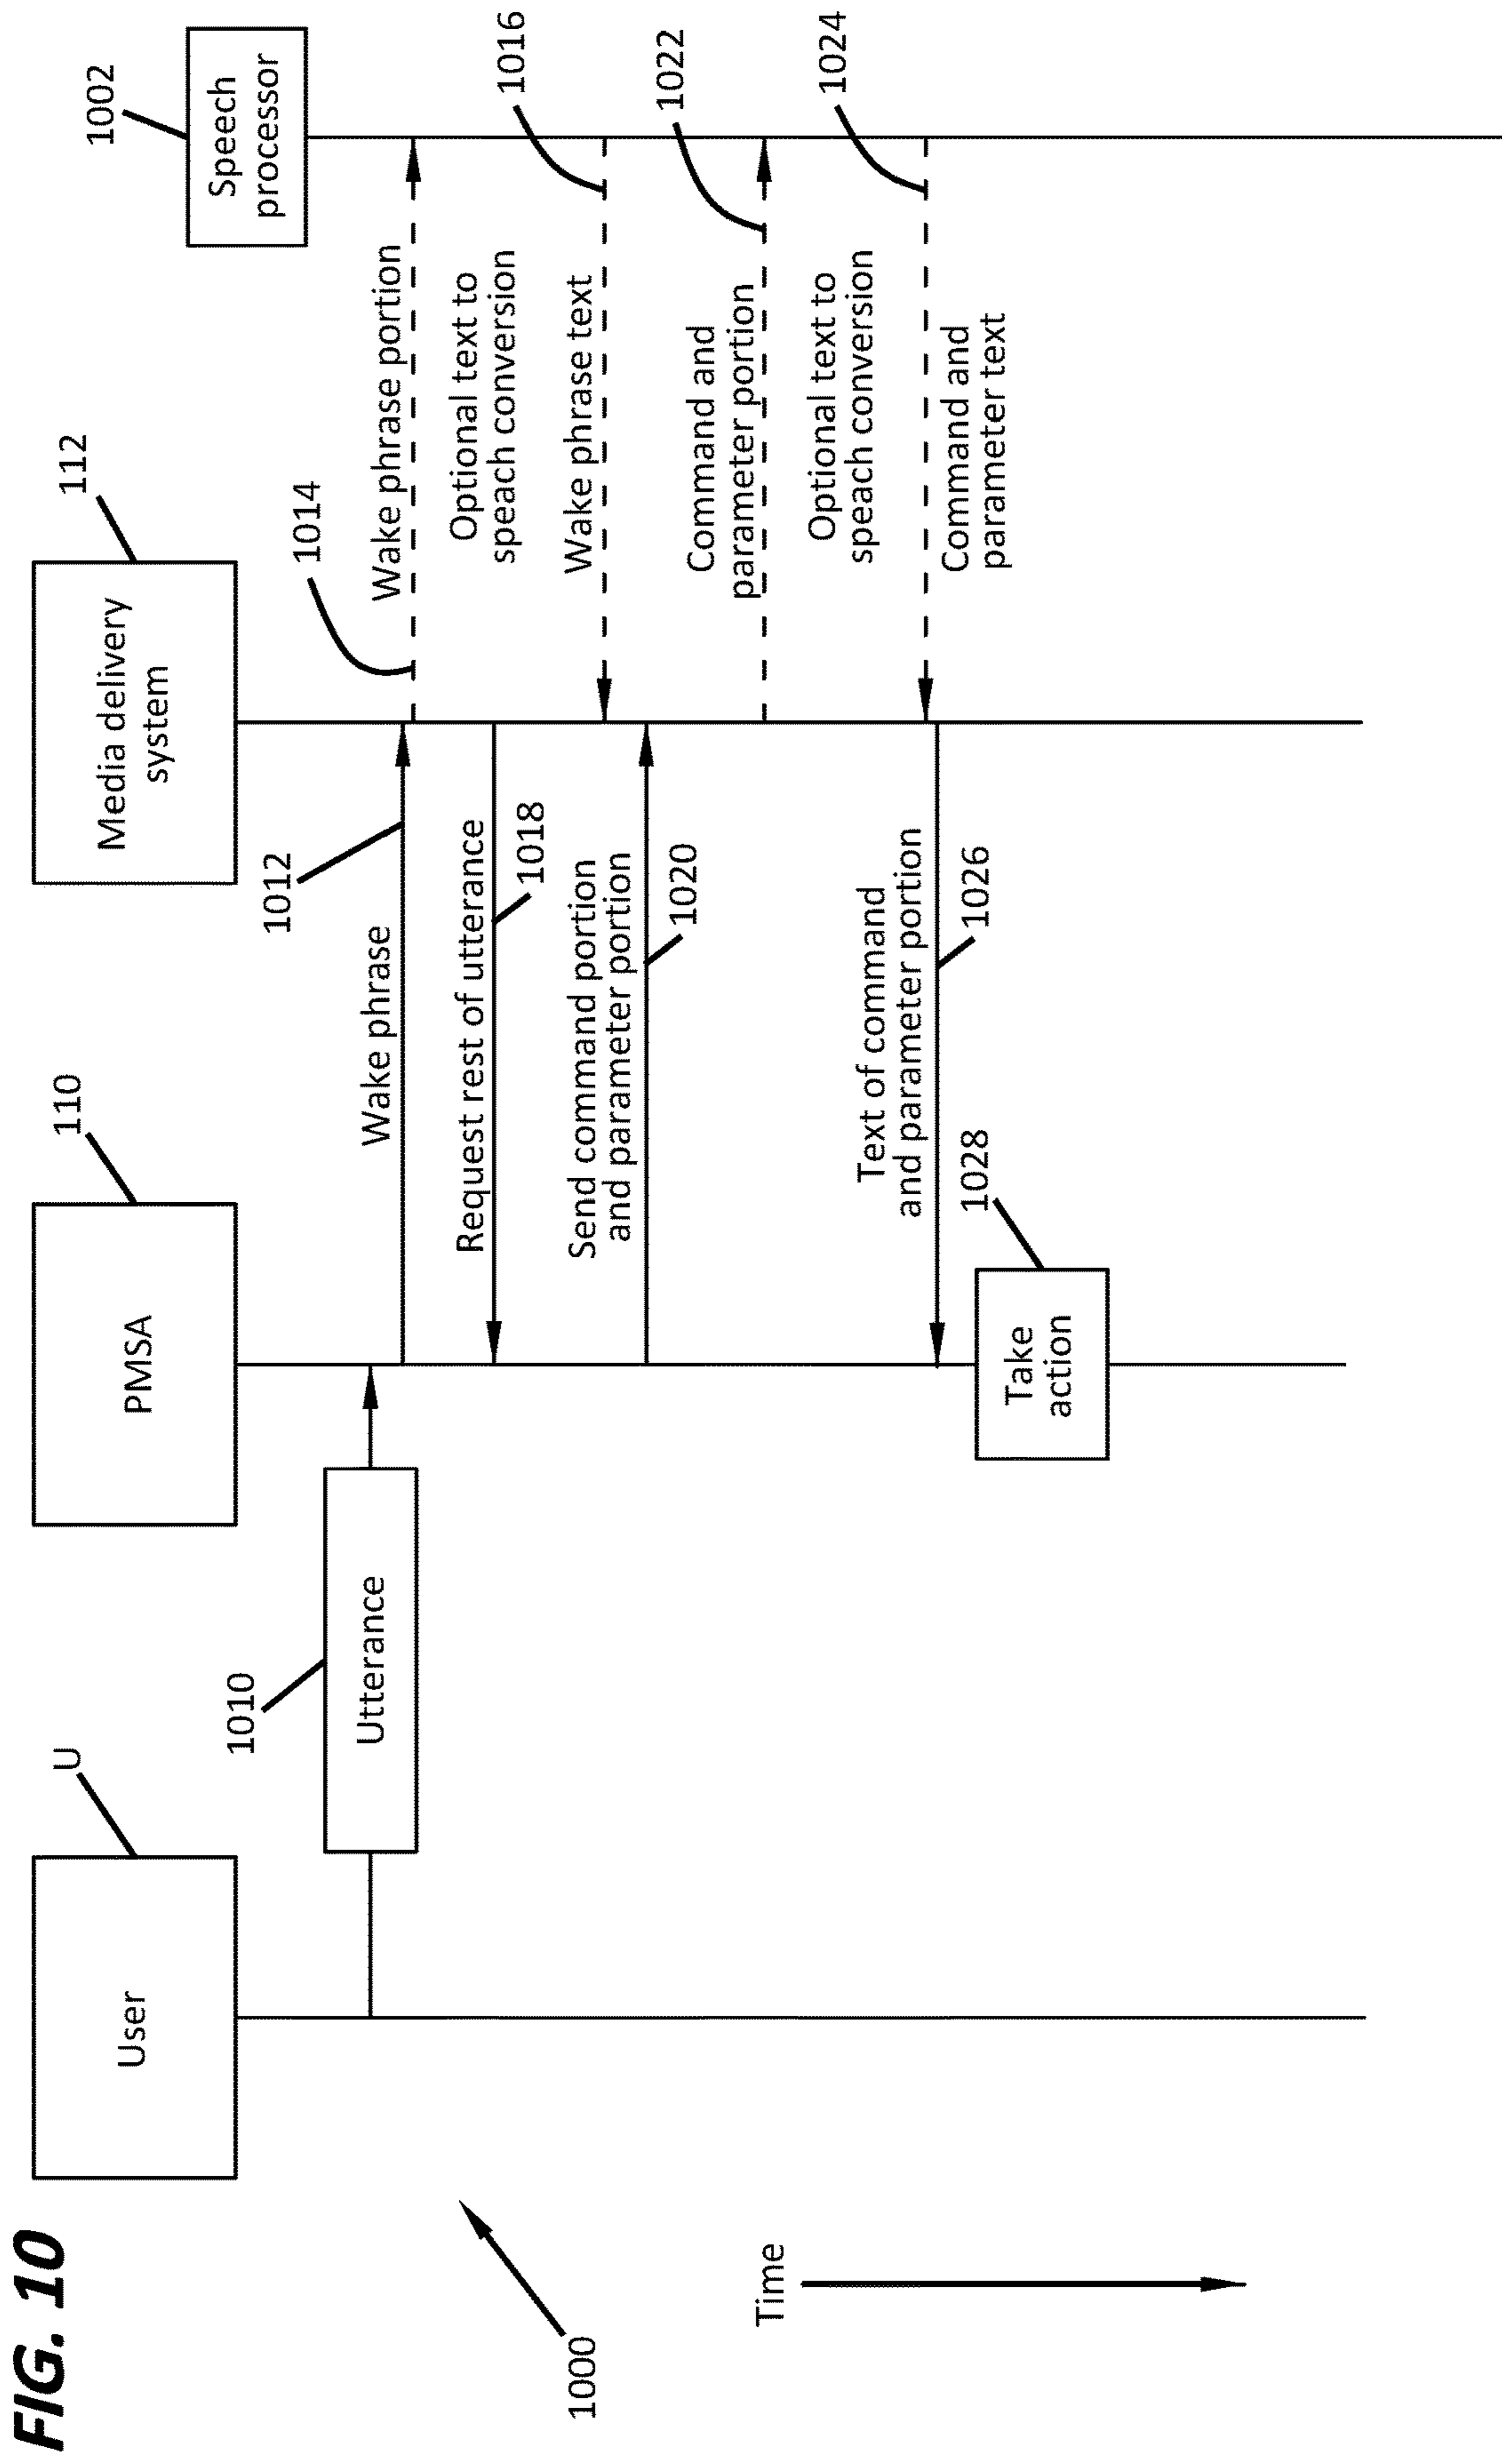 FIG. 10
User
U
PMSA
110
Media delivery
system
112
Speech
processor
1002
1000
Time
Utterance
1010
Wake phrase
1012
Wake phrase portion
1014
Optional text to
speach conversion
Request rest of utterance
1018
Wake phrase text
1016
Send command portion
and parameter portion
1020
Command and
parameter portion
1022
Optional text to
speach conversion
1024
Command and
parameter text
Text of command
and parameter portion
1026
Take
action
1028